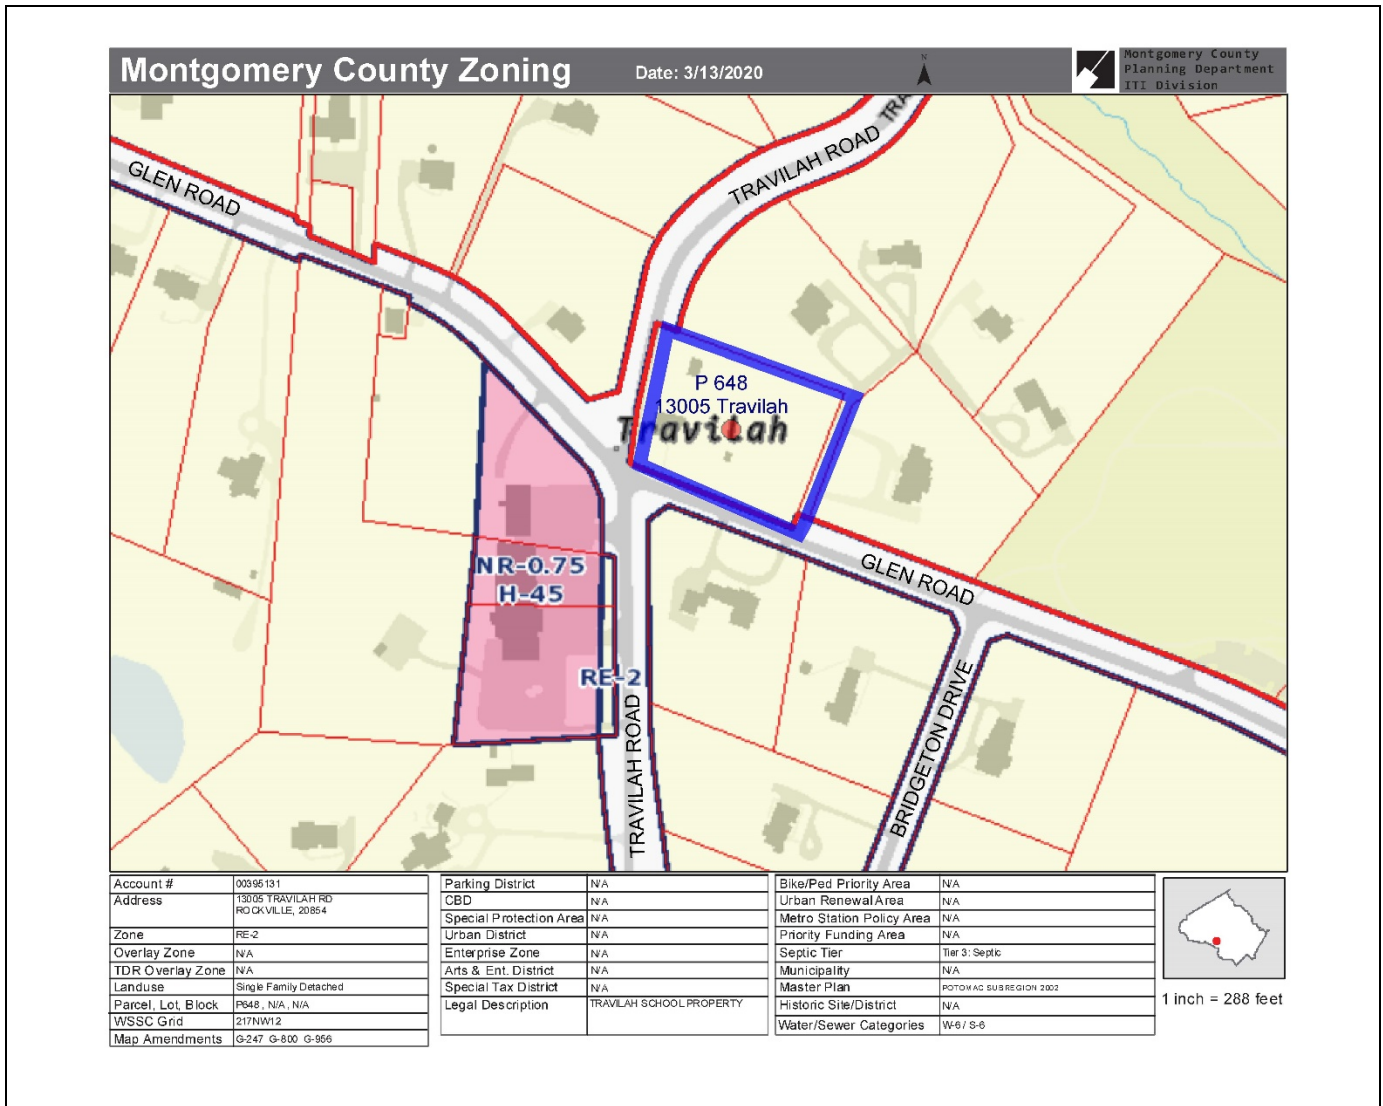 Montgomery County Zoning
Date: 3/13/2020
N
Montgomery County
Planning Department
ITI Division
GLEN ROAD
TRAVILAH ROAD
TRA
P 648
13005 Travilah
Travilah
NR-0.75
H-45
RE-2
GLEN ROAD
TRAVILAH ROAD
BRIDGETON DRIVE
Account # 00395131
Address 13005 TRAVILAH RD
ROCKVILLE, 20854
Zone RE-2
Overlay Zone N/A
TDR Overlay Zone N/A
Landuse Single Family Detached
Parcel, Lot, Block P648 , N/A , N/A
WSSC Grid 217NW12
Map Amendments G-247 G-800 G-956
Parking District N/A
CBD N/A
Special Protection Area N/A
Urban District N/A
Enterprise Zone N/A
Arts & Ent. District N/A
Special Tax District N/A
Legal Description TRAVILAH SCHOOL PROPERTY
Bike/Ped Priority Area N/A
Urban Renewal Area N/A
Metro Station Policy Area N/A
Priority Funding Area N/A
Septic Tier Tier 3: Septic
Municipality N/A
Master Plan POTOMAC SUBREGION 2002
Historic Site/District N/A
Water/Sewer Categories W-6 / S-6
1 inch = 288 feet